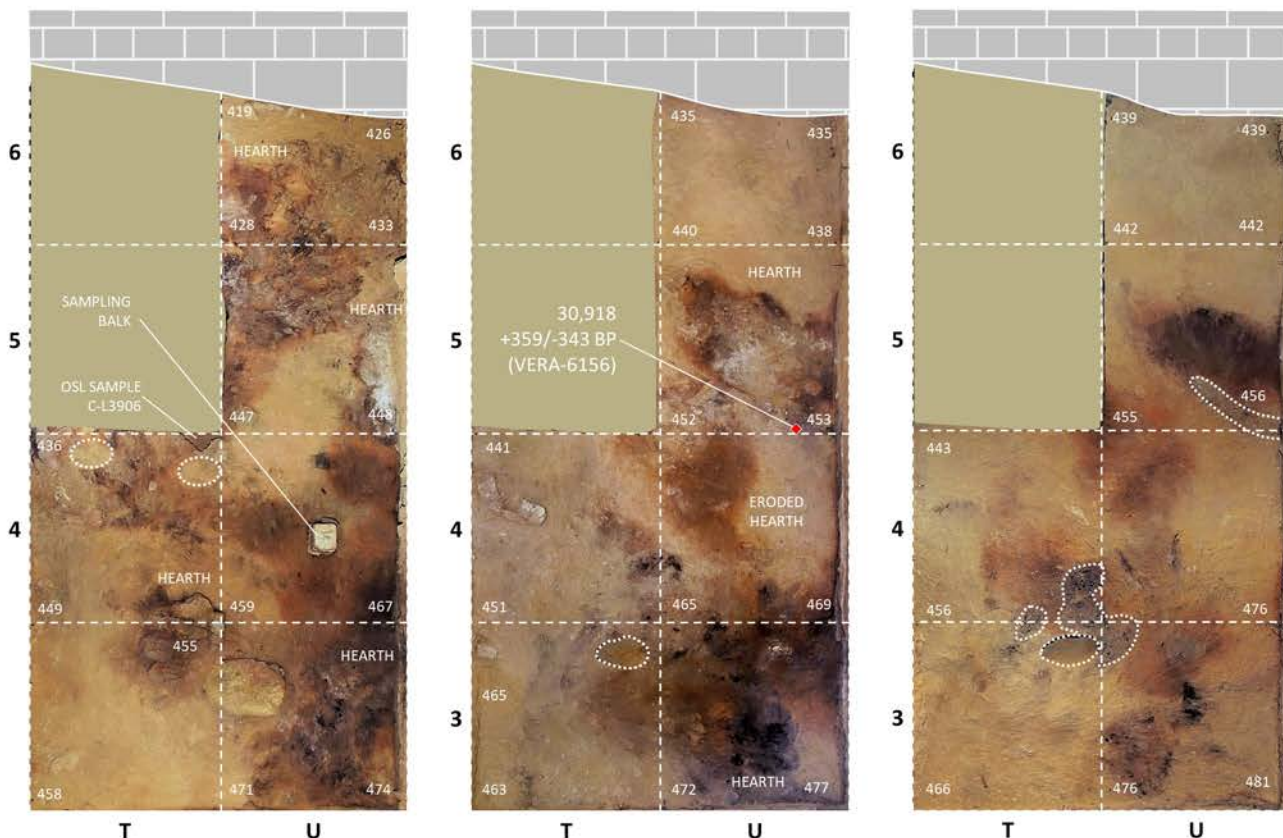 419
426
6
HEARTH
428
433
SAMPLING
BALK
HEARTH
5
OSL SAMPLE
C-L3906
447
448
436
4
HEARTH
449
459
467
455
HEARTH
3
458
471
474
T
U
435
435
6
440
438
HEARTH
30,918
+359/-343 BP
(VERA-6156)
5
452
453
441
ERODED
HEARTH
4
451
465
469
465
3
HEARTH
463
472
477
T
U
439
439
6
442
442
5
456
455
443
4
456
476
3
466
476
481
T
U